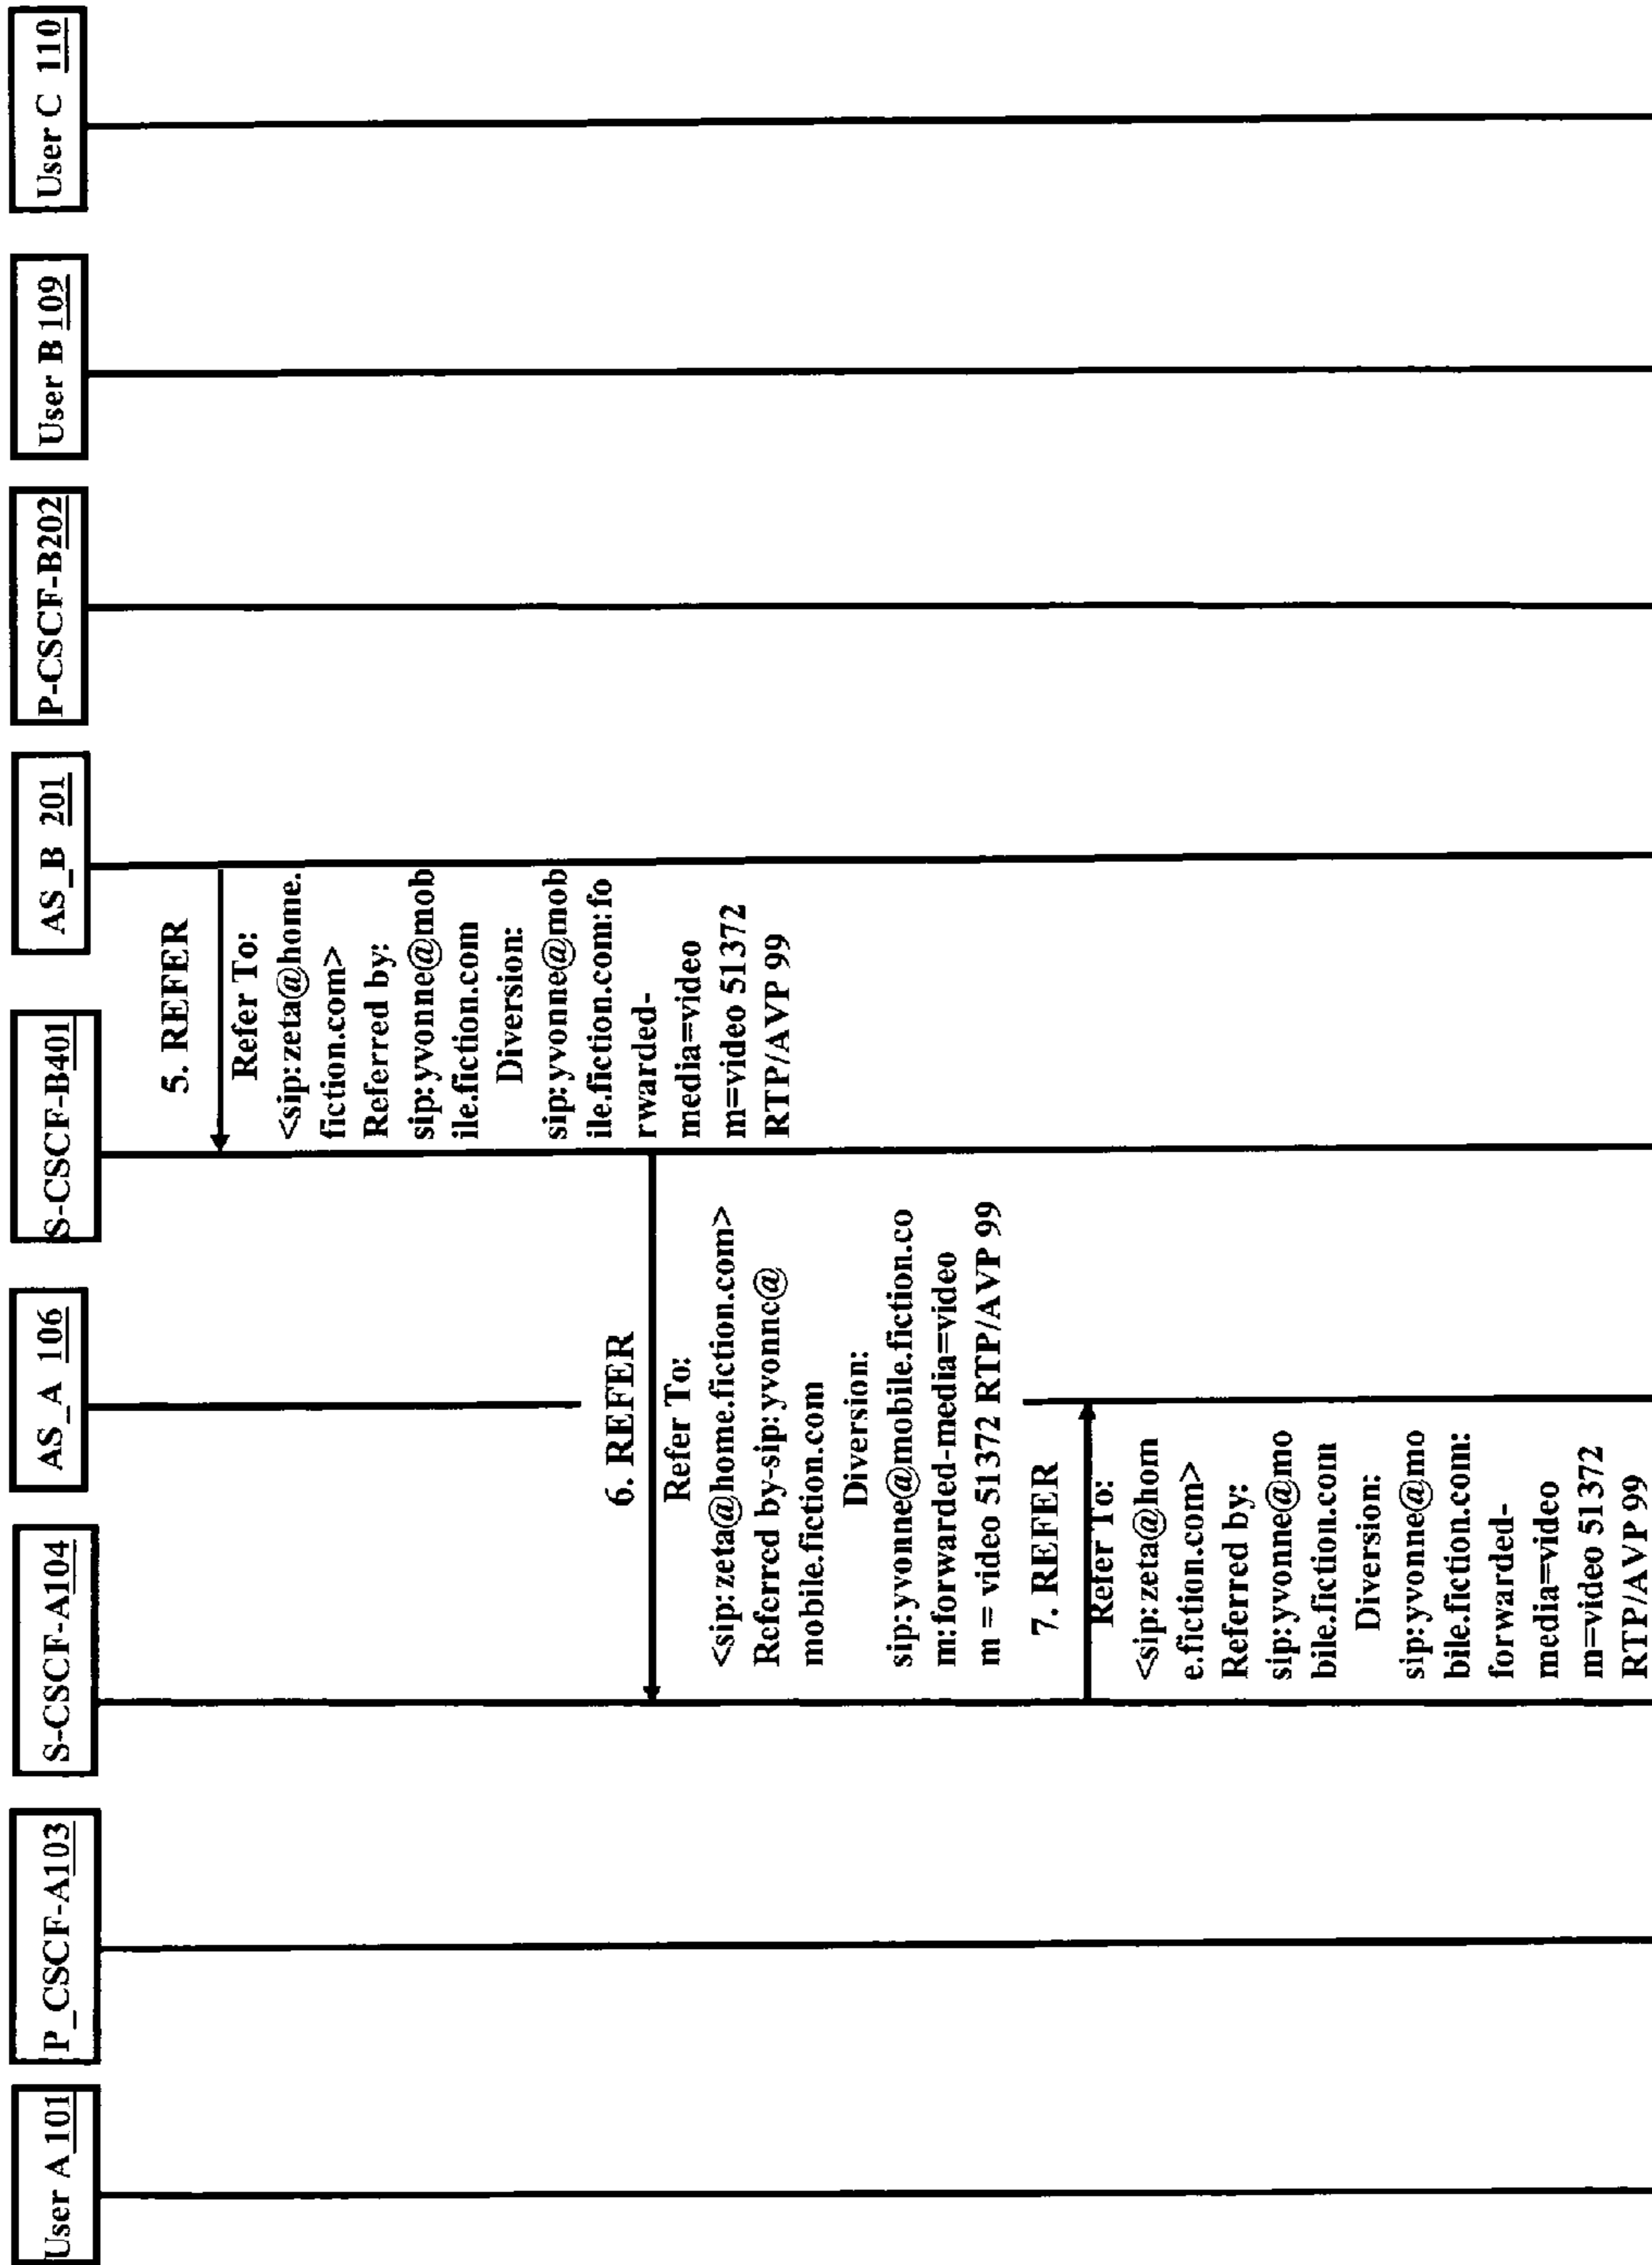 User A 101
P_CSCF-A103
S-CSCF-A104
AS_A 106
S-CSCF-B401
AS_B 201
P-CSCF-B202
User B 109
User C 110
5. REFER
Refer To:
<sip:zeta@home.
fiction.com>
Referred by:
sip:yvonne@mob
ile.fiction.com
Diversion:
sip:yvonne@mob
ile.fiction.com:fo
rwarded-
media=video
m=video 51372
RTP/AVP 99
6. REFER
Refer To:
<sip:zeta@home.fiction.com>
Referred by-sip:yvonne@
mobile.fiction.com
Diversion:
sip:yvonne@mobile.fiction.co
m:forwarded-media=video
m = video 51372 RTP/AVP 99
7. REFER
Refer To:
<sip:zeta@hom
e.fiction.com>
Referred by:
sip:yvonne@mo
bile.fiction.com
Diversion:
sip:yvonne@mo
bile.fiction.com:
forwarded-
media=video
m=video 51372
RTP/AVP 99